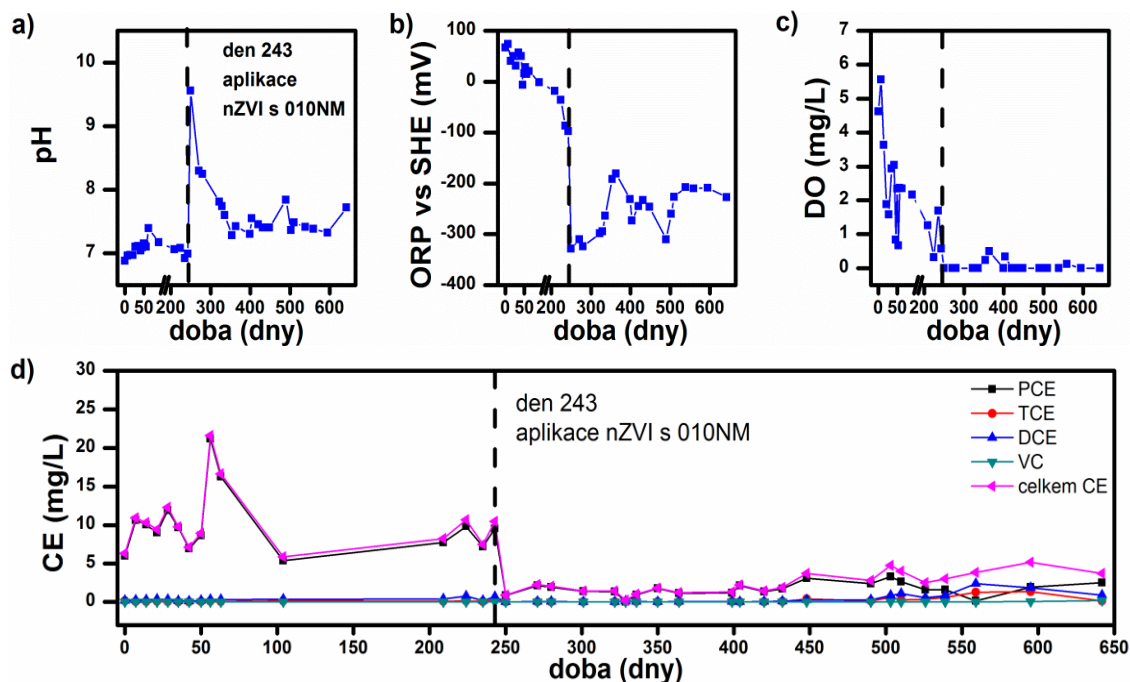 a)
10
9
8
7
pH
den 243
aplikace
nZVI s 010NM
0 50 200 300 400 500 600
doba (dny)
b)
100
0
-100
-200
-300
-400
ORP vs SHE (mV)
0 50 200 300 400 500 600
doba (dny)
c)
7
6
5
4
3
2
1
0
DO (mg/L)
0 50 200 300 400 500 600
doba (dny)
d)
30
25
20
15
10
5
0
CE (mg/L)
den 243
aplikace nZVI s 010NM
PCE
TCE
DCE
VC
celkem CE
0 50 100 150 200 250 300 350 400 450 500 550 600 650
doba (dny)